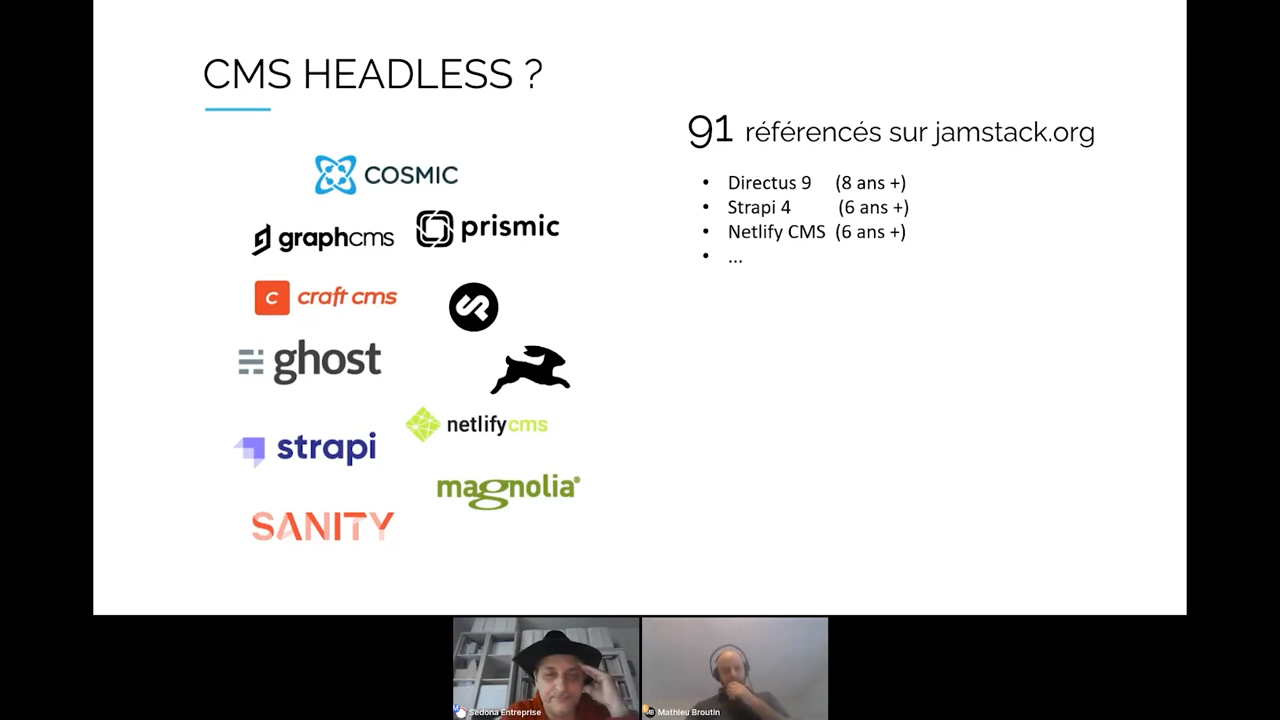 CMS HEADLESS ?
COSMIC
graphcms
prismic
c craft cms
ghost
netlifycms
strapi
magnolia®
SANITY
91 référencés sur jamstack.org
• Directus 9 (8 ans +)
• Strapi 4 (6 ans +)
• Netlify CMS (6 ans +)
• ...
Sedona Entreprise
Mathieu Broutin